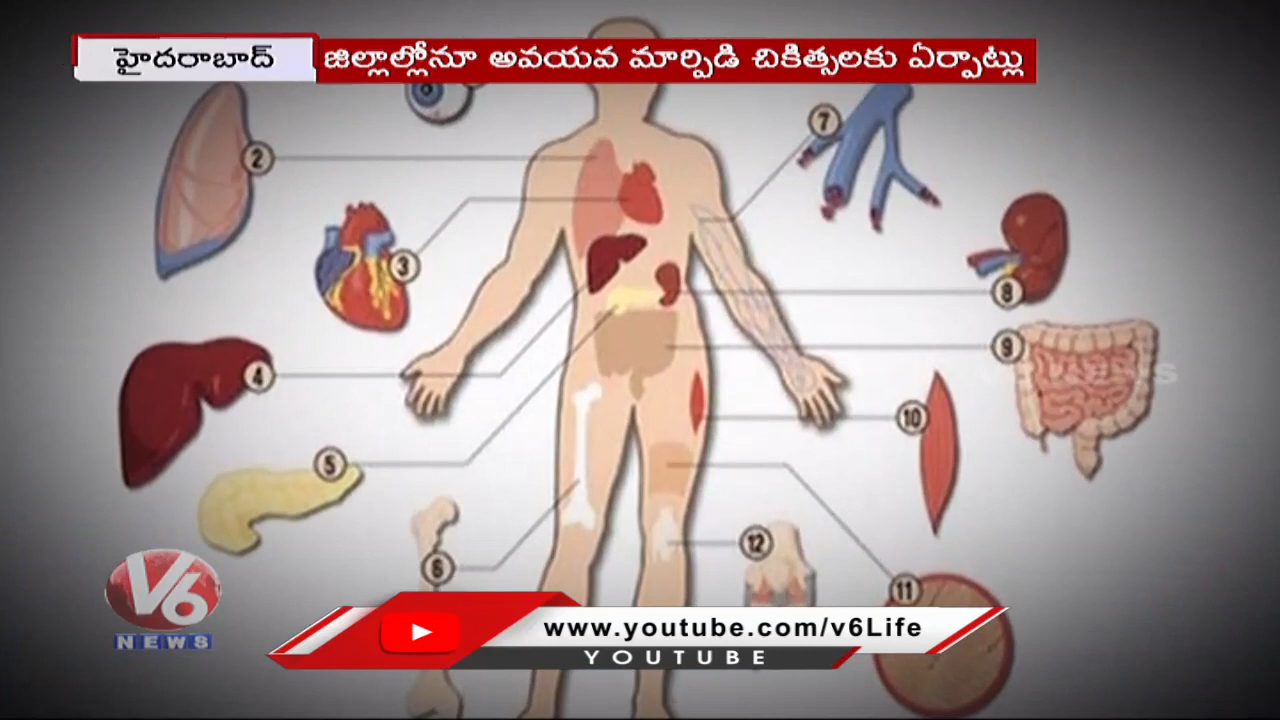 హైదరాబాద్ జిల్లాల్లోనూ అవయవ మార్పిడి చికిత్సలకు ఏర్పాట్లు
7
2
3
8
9
4
10
5
12
6
11
V6
NEWS
www.youtube.com/v6Life
YOUTUBE